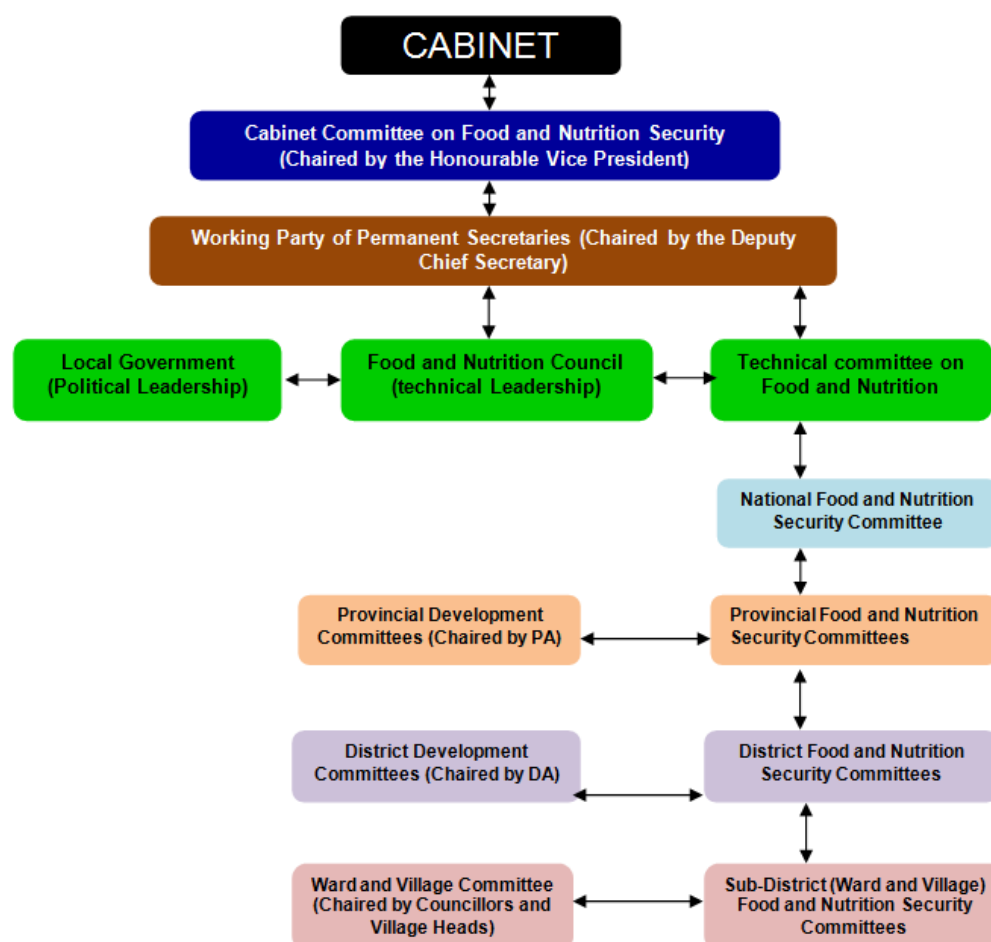 CABINET
Cabinet Committee on Food and Nutrition Security
(Chaired by the Honourable Vice President)
Working Party of Permanent Secretaries (Chaired by the Deputy
Chief Secretary)
Local Government
(Political Leadership)
Food and Nutrition Council
(technical Leadership)
Technical committee on
Food and Nutrition
National Food and Nutrition
Security Committee
Provincial Development
Committees (Chaired by PA)
Provincial Food and Nutrition
Security Committees
District Development
Committees (Chaired by DA)
District Food and Nutrition
Security Committees
Ward and Village Committee
(Chaired by Councillors and
Village Heads)
Sub-District (Ward and Village)
Food and Nutrition Security
Committees